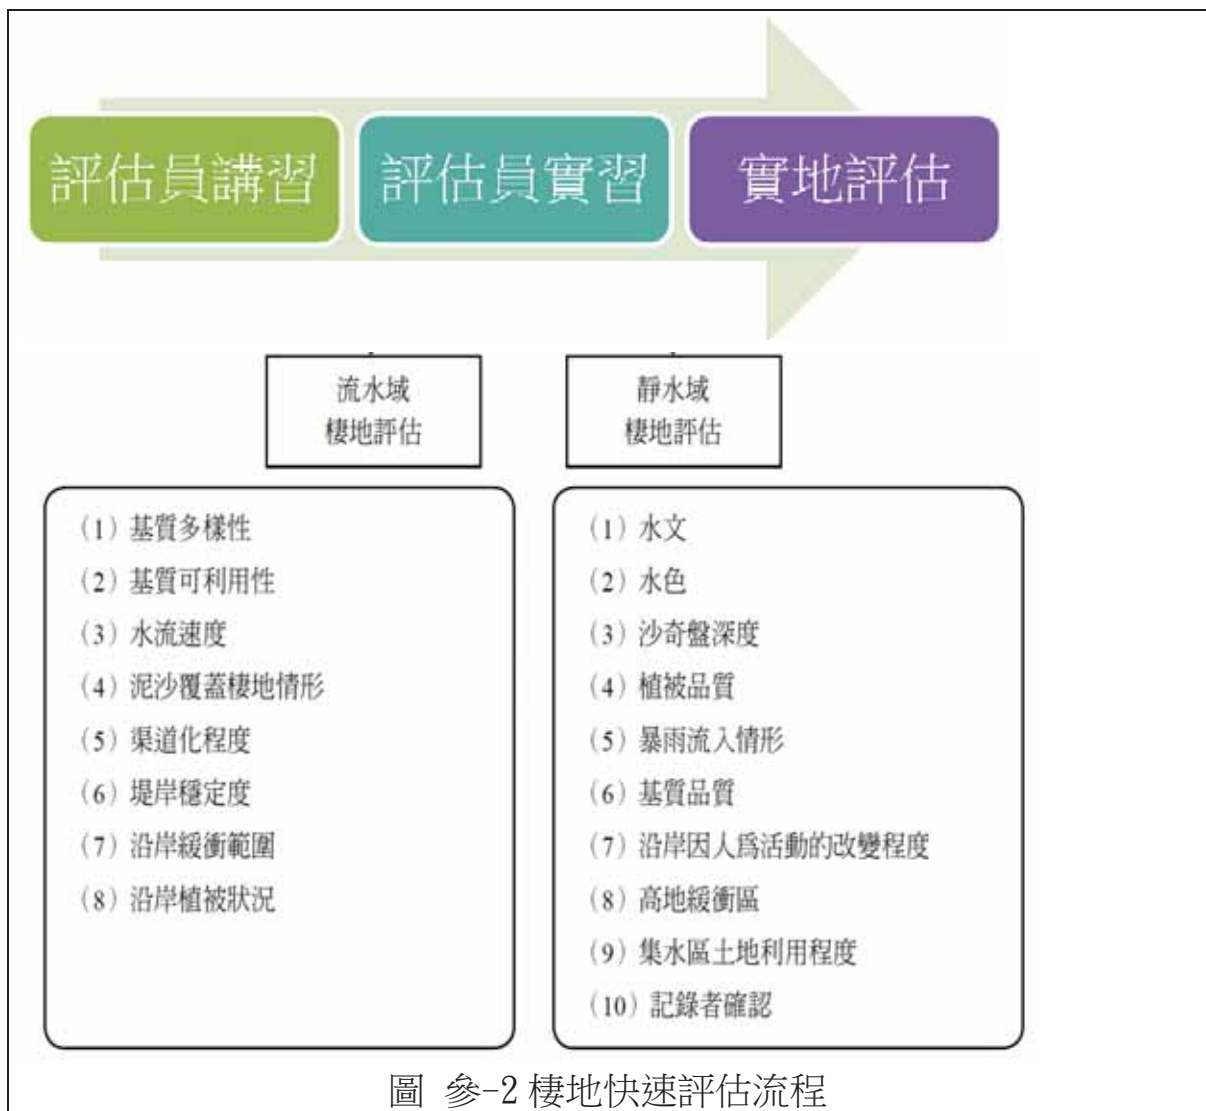 評估員講習 評估員實習 實地評估
流水域
棲地評估
靜水域
棲地評估
(1) 基質多樣性
(2) 基質可利用性
(3) 水流速度
(4) 泥沙覆蓋棲地情形
(5) 渠道化程度
(6) 堤岸穩定度
(7) 沿岸緩衝範圍
(8) 沿岸植被狀況
(1) 水文
(2) 水色
(3) 沙奇盤深度
(4) 植被品質
(5) 暴雨流入情形
(6) 基質品質
(7) 沿岸因人爲活動的改變程度
(8) 高地緩衝區
(9) 集水區土地利用程度
(10) 記錄者確認
圖 參-2 棲地快速評估流程